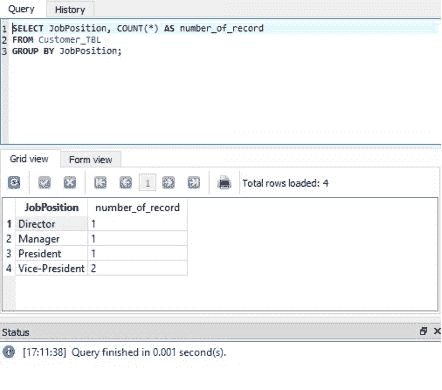 Query History
1 SELECT JobPosition, COUNT(*) AS number_of_record
2 FROM Customer_TBL
3 GROUP BY JobPosition;
Grid view Form view
1 Total rows loaded: 4
JobPosition number_of_record
1 Director 1
2 Manager 1
3 President 1
4 Vice-President 2
Status
[17:11:38] Query finished in 0.001 second(s).